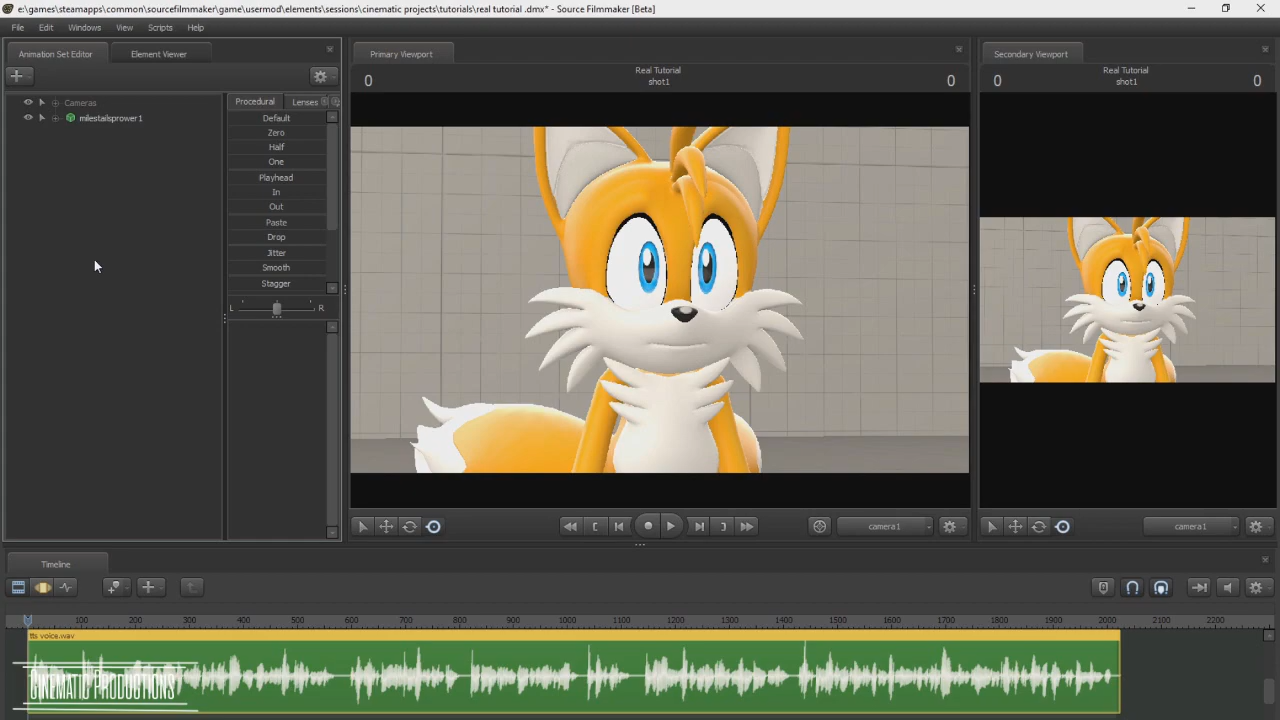 e:\games\steamapps\common\sourcefilmmaker\game\usermod\elements\sessions\cinematic projects\tutorials\real tutorial .dmx* - Source Filmmaker [Beta]
File Edit Windows View Scripts Help
Animation Set Editor Element Viewer
Cameras
milestailsprower1
Procedural Lenses
Default
Zero
Half
One
Playhead
In
Out
Paste
Drop
Jitter
Smooth
Stagger
L R
Primary Viewport
Real Tutorial
0 shot1 0
camera1
Secondary Viewport
Real Tutorial
0 shot1 0
camera1
Timeline
100 200 300 400 500 600 700 800 900 1000 1100 1200 1300 1400 1500 1600 1700 1800 1900 2000 2100 2200
tts voice.wav
Cinematic Productions